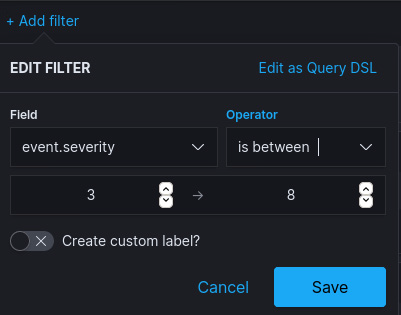 + Add filter
EDIT FILTER
Edit as Query DSL
Field
Operator
event.severity
is between
3 → 8
Create custom label?
Cancel
Save